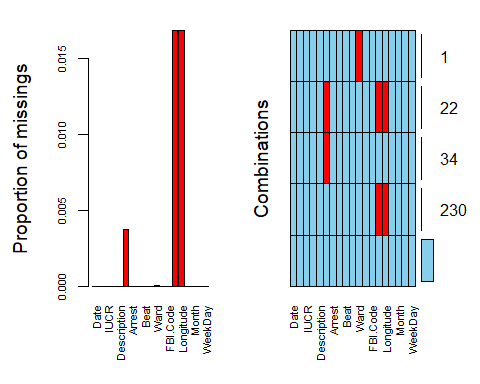 Proportion of missings
0.000
0.005
0.010
0.015
Date
IUCR
Description
Arrest
Beat
Ward
FBI.Code
Longitude
Month
WeekDay
Combinations
1
22
34
230
Date
IUCR
Description
Arrest
Beat
Ward
FBI.Code
Longitude
Month
WeekDay